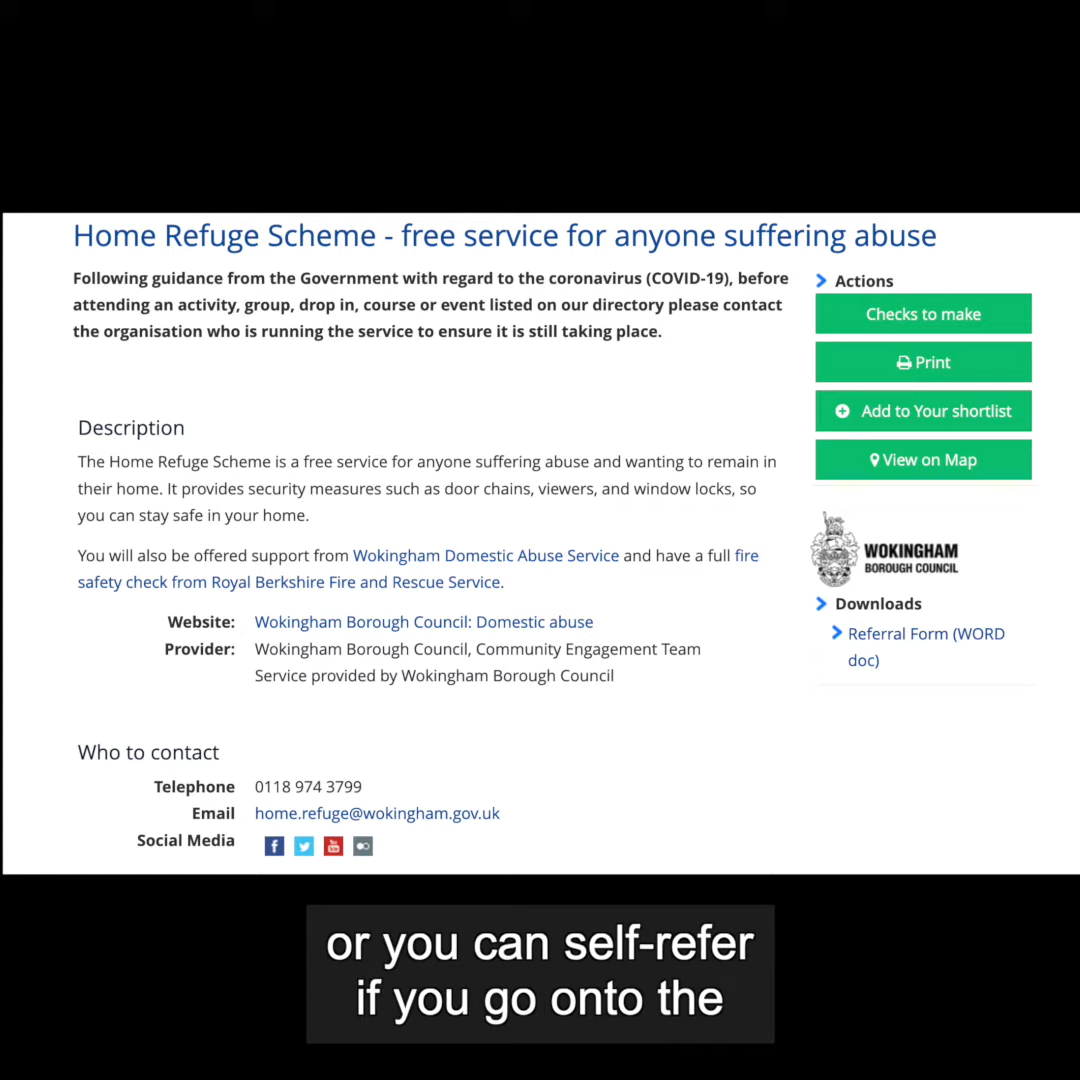 Home Refuge Scheme - free service for anyone suffering abuse
Following guidance from the Government with regard to the coronavirus (COVID-19), before
attending an activity, group, drop in, course or event listed on our directory please contact
the organisation who is running the service to ensure it is still taking place.
Description
The Home Refuge Scheme is a free service for anyone suffering abuse and wanting to remain in
their home. It provides security measures such as door chains, viewers, and window locks, so
you can stay safe in your home.
You will also be offered support from Wokingham Domestic Abuse Service and have a full fire
safety check from Royal Berkshire Fire and Rescue Service.
Website: Wokingham Borough Council: Domestic abuse
Provider: Wokingham Borough Council, Community Engagement Team
Service provided by Wokingham Borough Council
Who to contact
Telephone 0118 974 3799
Email home.refuge@wokingham.gov.uk
Social Media
Actions
Checks to make
Print
Add to Your shortlist
View on Map
WOKINGHAM
BOROUGH COUNCIL
Downloads
Referral Form (WORD
doc)
or you can self-refer
if you go onto the